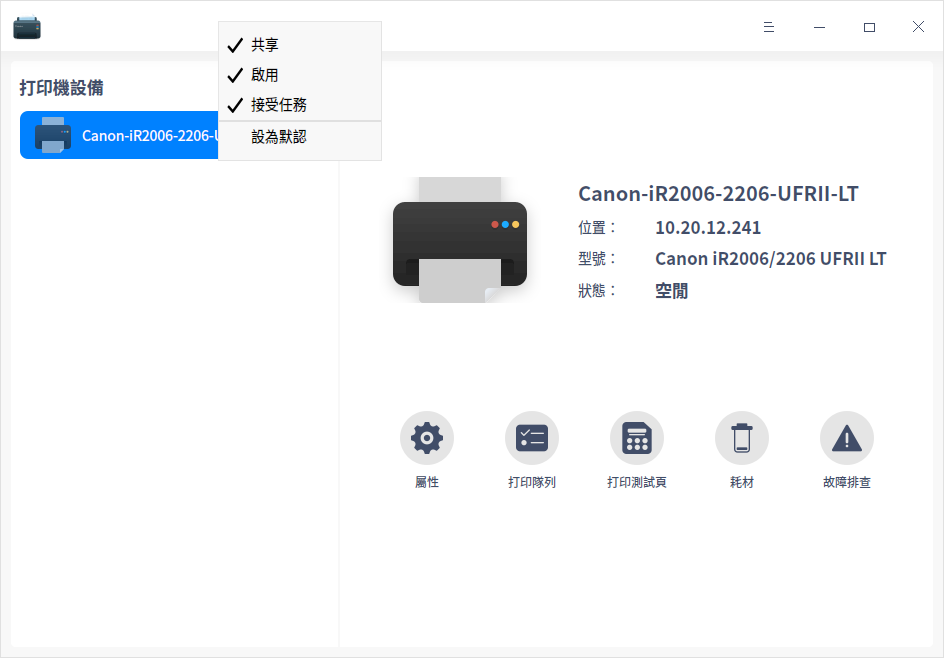 共享
啟用
接受任務
設為默認
打印機設備
Canon-iR2006-2206-U
Canon-iR2006-2206-UFRII-LT
位置： 10.20.12.241
型號： Canon iR2006/2206 UFRII LT
狀態： 空閒
屬性 打印隊列 打印測試頁 耗材 故障排查